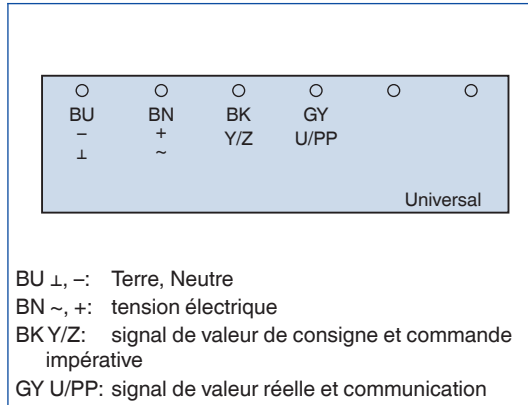 BU BN BK GY
– + Y/Z U/PP
⊥ ~
Universal
BU ⊥, –: Terre, Neutre
BN ~, +: tension électrique
BK Y/Z: signal de valeur de consigne et commande
impérative
GY U/PP: signal de valeur réelle et communication